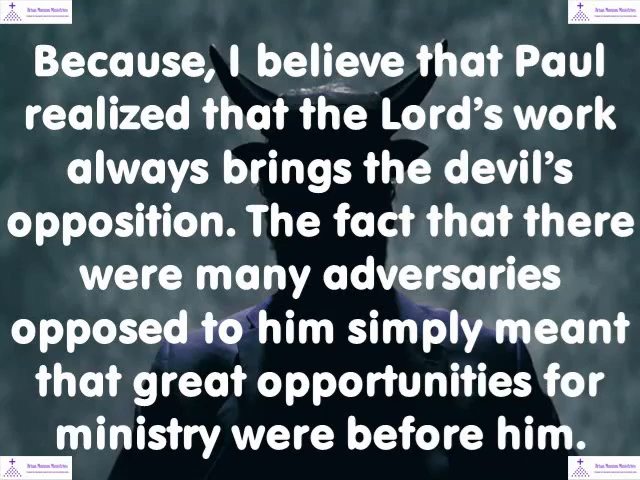 Because, I believe that Paul
realized that the Lord's work
always brings the devil's
opposition. The fact that there
were many adversaries
opposed to him simply meant
that great opportunities for
ministry were before him.